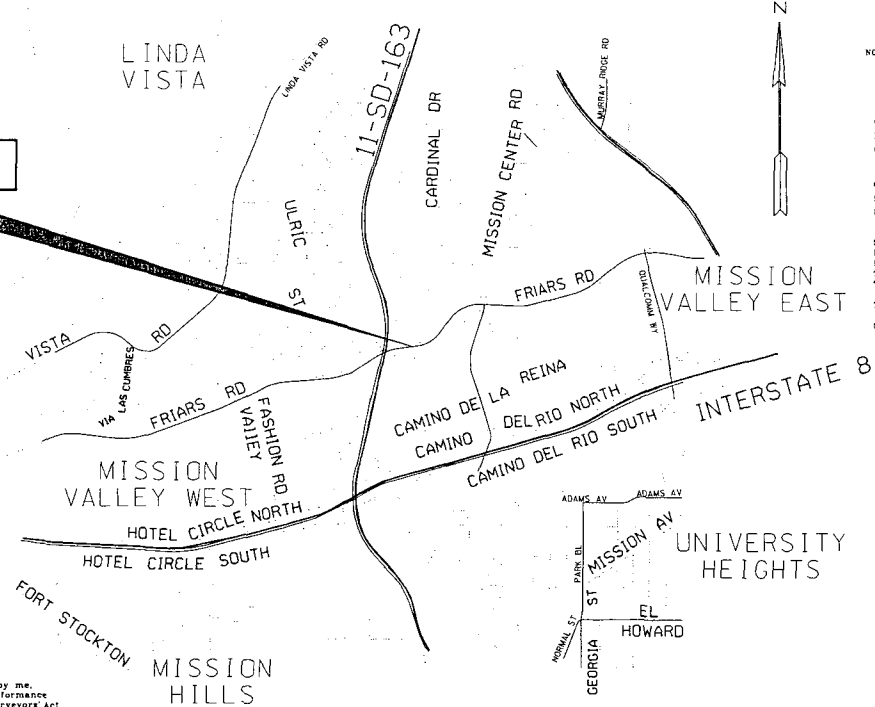 LINDA
VISTA
LINDA VISTA RD
11-SD-163
CARDINAL DR
MISSION CENTER RD
MURRAY RIDGE RD
N
ULRIC ST
FRIARS RD
QUALCOMM WY
MISSION
VALLEY EAST
VISTA RD
VIA LAS CUMBRES
FRIARS RD
FASHION RD
VALLEY
CAMINO DE LA REINA
CAMINO DEL RIO NORTH
CAMINO DEL RIO SOUTH
INTERSTATE 8
MISSION
VALLEY WEST
HOTEL CIRCLE NORTH
HOTEL CIRCLE SOUTH
ADAMS AV
ADAMS AV
PARK BL
MISSION AV
UNIVERSITY
HEIGHTS
NORMAL ST
GEORGIA ST
EL
HOWARD
FORT STOCKTON
MISSION
HILLS
by me,
formance
rveyors' Act